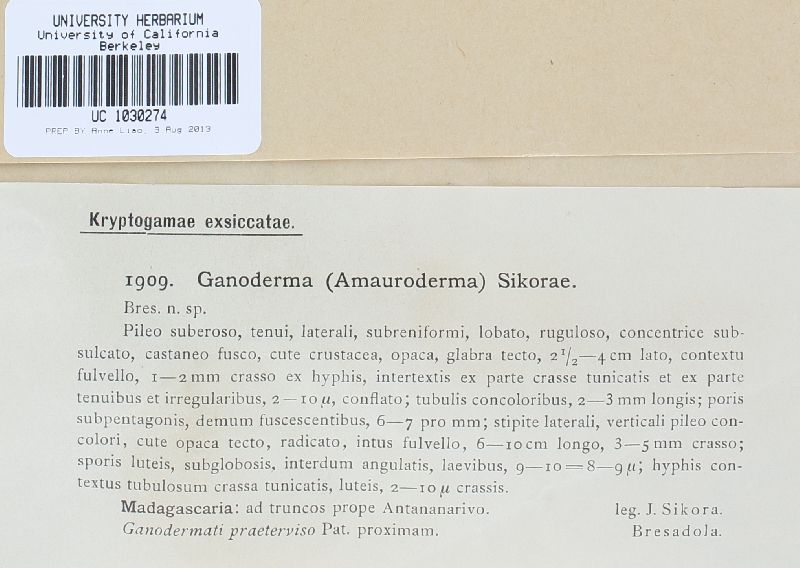 UNIVERSITY HERBARIUM
University of California
Berkeley
UC 1030274
PREP BY Anne Liao, 3 Aug 2013
Kryptogamae exsiccatae.
1909. Ganoderma (Amauroderma) Sikorae.
Bres. n. sp.
Pileo suberoso, tenui, laterali, subreniformi, lobato, ruguloso, concentrice sub-
sulcato, castaneo fusco, cute crustacea, opaca, glabra tecto, 2¹/₂—4 cm lato, contextu
fulvello, 1—2 mm crasso ex hyphis, intertextis ex parte crasse tunicatis et ex parte
tenuibus et irregularibus, 2—10 μ, conflato; tubulis concoloribus, 2—3 mm longis; poris
subpentagonis, demum fuscescentibus, 6—7 pro mm; stipite laterali, verticali pileo con-
colori, cute opaca tecto, radicato, intus fulvello, 6—10 cm longo, 3—5 mm crasso;
sporis luteis, subglobosis, interdum angulatis, laevibus, 9—10 = 8—9 μ; hyphis con-
textus tubulosum crassa tunicatis, luteis, 2—10 μ crassis.
Madagascaria: ad truncos prope Antananarivo. leg. J. Sikora.
Ganodermati praeterviso Pat. proximam. Bresadola.